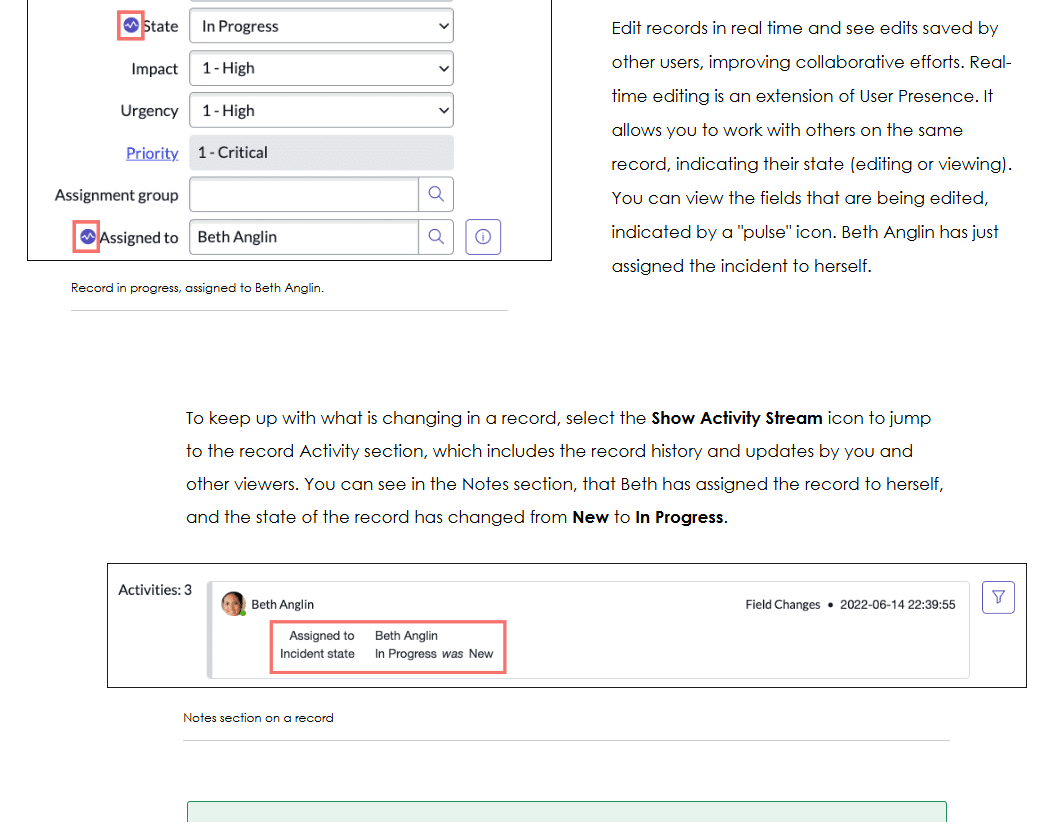 State In Progress
Impact 1 - High
Urgency 1 - High
Priority 1 - Critical
Assignment group
Assigned to Beth Anglin
Record in progress, assigned to Beth Anglin.
Edit records in real time and see edits saved by
other users, improving collaborative efforts. Real-
time editing is an extension of User Presence. It
allows you to work with others on the same
record, indicating their state (editing or viewing).
You can view the fields that are being edited,
indicated by a "pulse" icon. Beth Anglin has just
assigned the incident to herself.
To keep up with what is changing in a record, select the Show Activity Stream icon to jump
to the record Activity section, which includes the record history and updates by you and
other viewers. You can see in the Notes section, that Beth has assigned the record to herself,
and the state of the record has changed from New to In Progress.
Activities: 3
Beth Anglin Field Changes • 2022-06-14 22:39:55
Assigned to Beth Anglin
Incident state In Progress was New
Notes section on a record